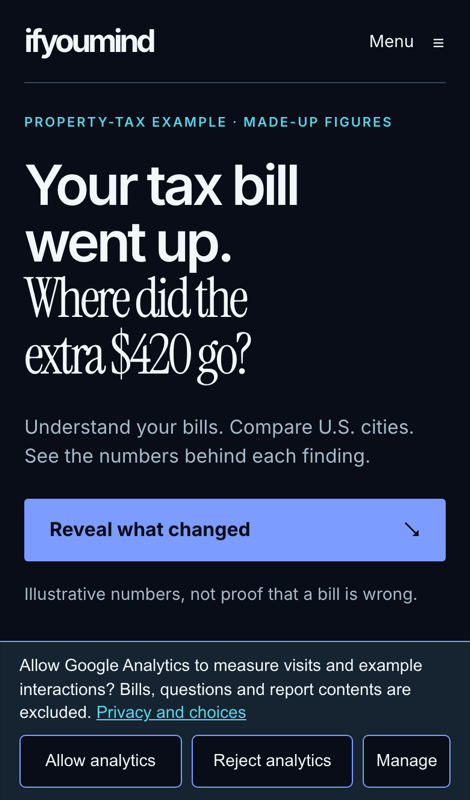 ifyoumind
Menu ≡
PROPERTY-TAX EXAMPLE · MADE-UP FIGURES
Your tax bill
went up.
Where did the
extra $420 go?
Understand your bills. Compare U.S. cities.
See the numbers behind each finding.
Reveal what changed ↘
Illustrative numbers, not proof that a bill is wrong.
Allow Google Analytics to measure visits and example
interactions? Bills, questions and report contents are
excluded. Privacy and choices
Allow analytics
Reject analytics
Manage